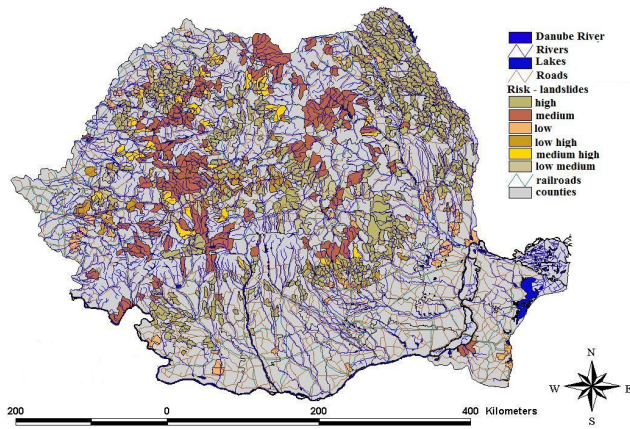 Danube River
Rivers
Lakes
Roads
Risk - landslides
high
medium
low
low high
medium high
low medium
railroads
counties
N
W E
S
200 0 200 400 Kilometers